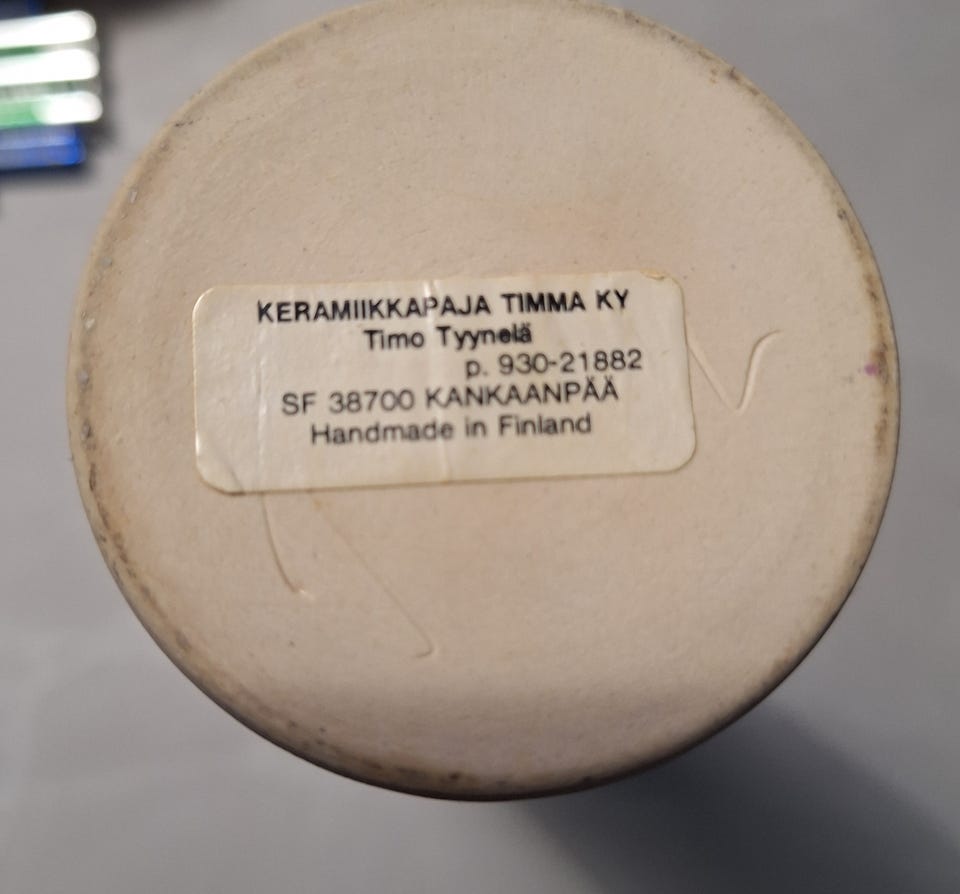 KERAMIIKKAPAJA TIMMA KY
Timo Tyynelä
p. 930-21882
SF 38700 KANKAANPÄÄ
Handmade in Finland